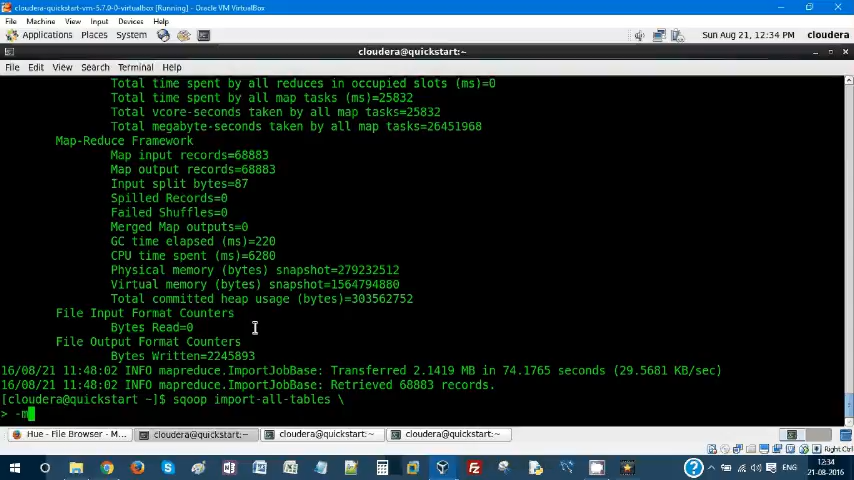 cloudera-quickstart-vm-5.7.0-0-virtualbox [Running] - Oracle VM VirtualBox
File Machine View Input Devices Help
Applications Places System Sun Aug 21, 12:34 PM cloudera
cloudera@quickstart:~
File Edit View Search Terminal Help
Total time spent by all reduces in occupied slots (ms)=0
Total time spent by all map tasks (ms)=25832
Total vcore-seconds taken by all map tasks=25832
Total megabyte-seconds taken by all map tasks=26451968
Map-Reduce Framework
Map input records=68883
Map output records=68883
Input split bytes=87
Spilled Records=0
Failed Shuffles=0
Merged Map outputs=0
GC time elapsed (ms)=220
CPU time spent (ms)=6280
Physical memory (bytes) snapshot=279232512
Virtual memory (bytes) snapshot=1564794880
Total committed heap usage (bytes)=303562752
File Input Format Counters
Bytes Read=0
File Output Format Counters
Bytes Written=2245893
16/08/21 11:48:02 INFO mapreduce.ImportJobBase: Transferred 2.1419 MB in 74.1765 seconds (29.5681 KB/sec)
16/08/21 11:48:02 INFO mapreduce.ImportJobBase: Retrieved 68883 records.
[cloudera@quickstart ~]$ sqoop import-all-tables \
> -m
Hue - File Browser - M... cloudera@quickstart:~ cloudera@quickstart:~ cloudera@quickstart:~
Right Ctrl
ENG 12:34
21-08-2016